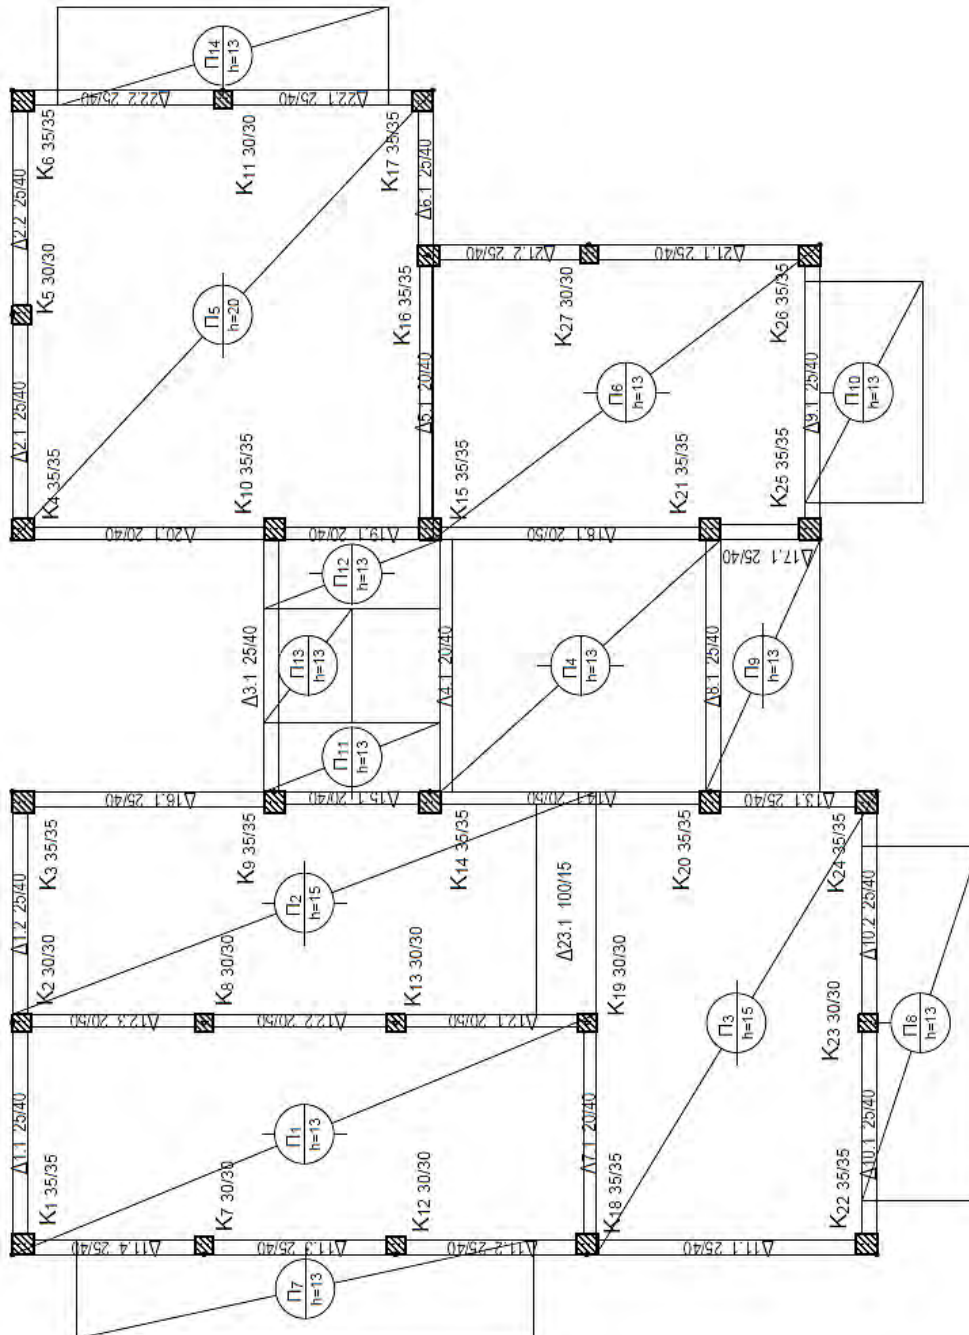 Π14
h=13
Δ22.2 25/40
Δ22.1 25/40
K6 35/35
K11 30/30
K17 35/35
Δ2.2 25/40
Δ6.1 25/40
K5 30/30
Π5
h=20
K16 35/35
Δ21.2 25/40
Δ21.1 25/40
K27 30/30
K26 35/35
Δ2.1 25/40
Δ5.1 20/40
Π6
h=13
Δ9.1 25/40
Π10
h=13
K4 35/35
K10 35/35
K15 35/35
K21 35/35
K25 35/35
Δ20.1 20/40
Δ19.1 20/40
Δ18.1 20/50
Δ17.1 25/40
Π12
h=13
Δ3.1 25/40
Π13
h=13
Δ4.1 20/40
Π4
h=13
Δ8.1 25/40
Π9
h=13
Π11
h=13
Δ16.1 25/40
Δ15.1 20/40
Δ14.1 20/50
Δ13.1 25/40
K3 35/35
K9 35/35
K14 35/35
K20 35/35
K24 35/35
Δ1.2 25/40
Π2
h=15
Δ23.1 100/15
Δ10.2 25/40
K2 30/30
K8 30/30
K13 30/30
K19 30/30
Δ12.3 20/50
Δ12.2 20/50
Δ12.1 20/50
Π3
h=15
K23 30/30
Π8
h=13
Δ1.1 25/40
Π1
h=13
Δ7.1 20/40
Δ10.1 25/40
K1 35/35
K7 30/30
K12 30/30
K18 35/35
K22 35/35
Δ11.4 25/40
Δ11.3 25/40
Δ11.2 25/40
Δ11.1 25/40
Π7
h=13